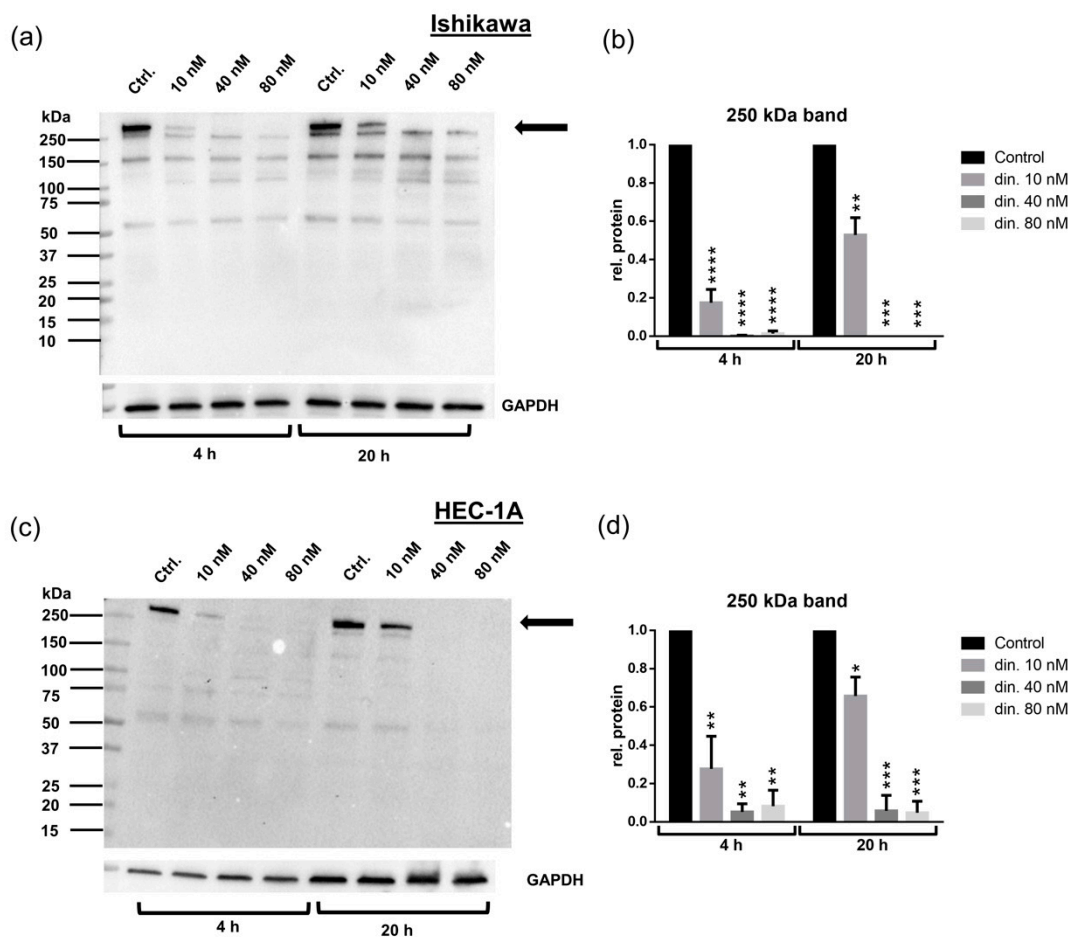 (a)
Ishikawa
Ctrl. 10 nM 40 nM 80 nM Ctrl. 10 nM 40 nM 80 nM
kDa
250
150
100
75
50
37
25
20
15
10
GAPDH
4 h 20 h
(b)
250 kDa band
rel. protein
1.0
0.8
0.6
0.4
0.2
0.0
**** **** **** ** *** ***
4 h 20 h
Control
din. 10 nM
din. 40 nM
din. 80 nM
(c)
HEC-1A
Ctrl. 10 nM 40 nM 80 nM Ctrl. 10 nM 40 nM 80 nM
kDa
250
150
100
75
50
37
25
20
15
GAPDH
4 h 20 h
(d)
250 kDa band
rel. protein
1.0
0.8
0.6
0.4
0.2
0.0
** ** ** * *** ***
4 h 20 h
Control
din. 10 nM
din. 40 nM
din. 80 nM